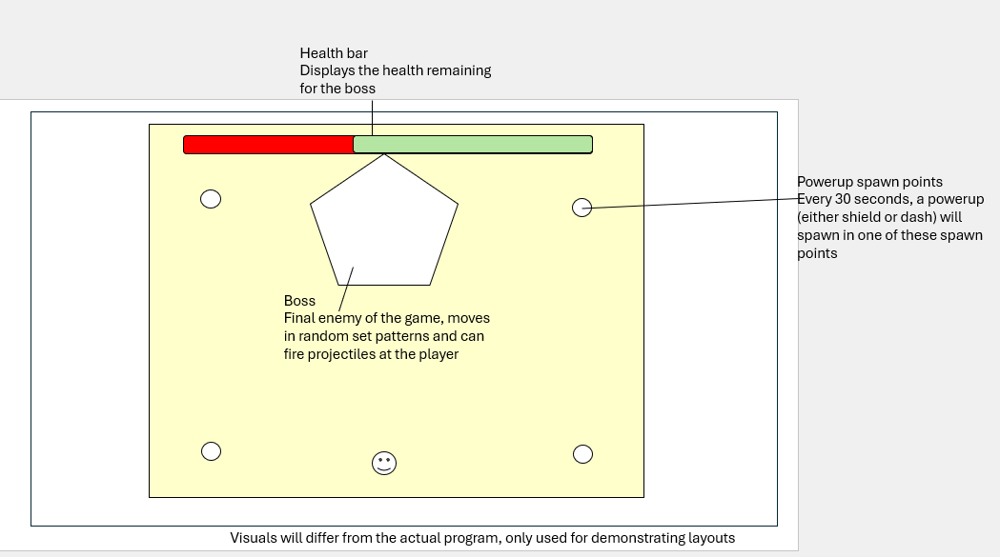 Health bar
Displays the health remaining
for the boss
Powerup spawn points
Every 30 seconds, a powerup
(either shield or dash) will
spawn in one of these spawn
points
Boss
Final enemy of the game, moves
in random set patterns and can
fire projectiles at the player
Visuals will differ from the actual program, only used for demonstrating layouts